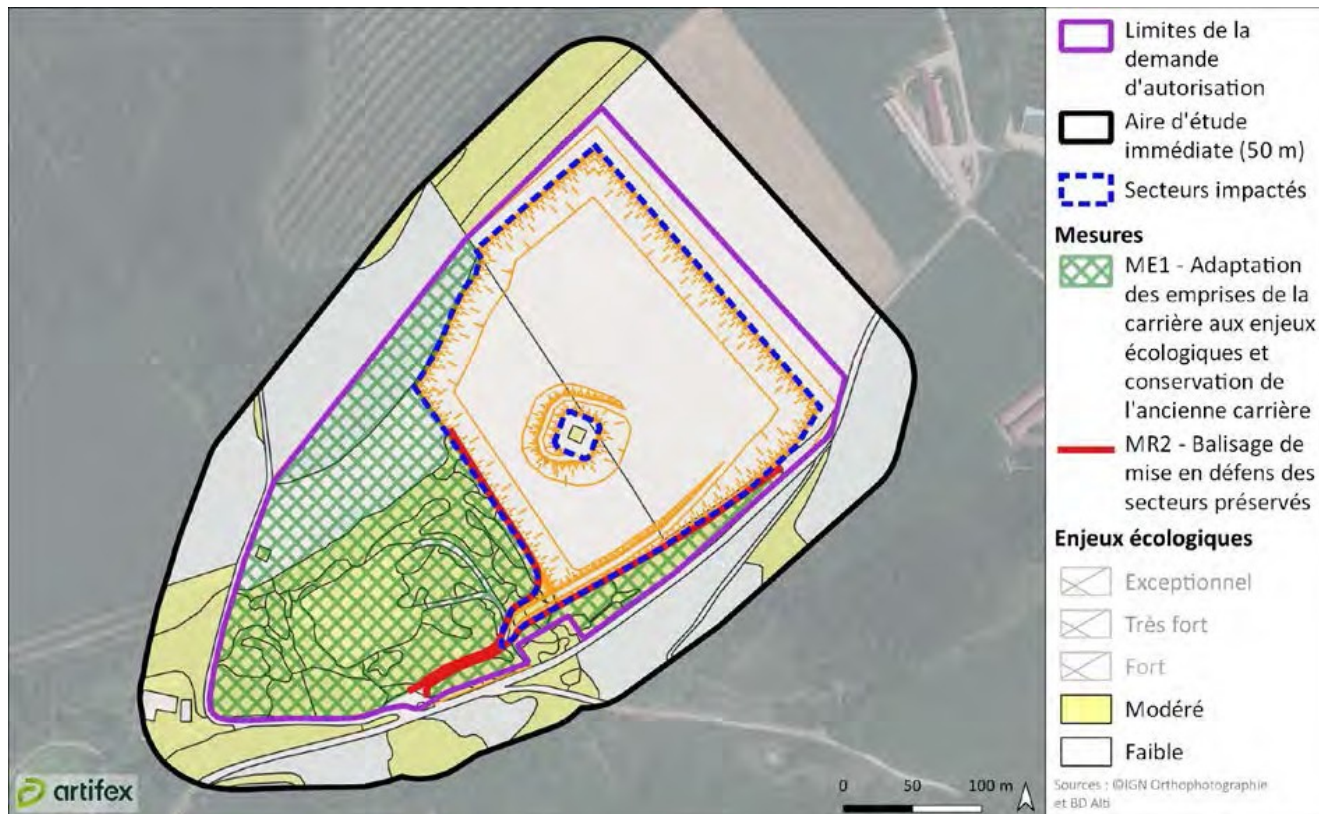 Limites de la
demande
d'autorisation
Aire d'étude
immédiate (50 m)
Secteurs impactés
Mesures
ME1 - Adaptation
des emprises de la
carrière aux enjeux
écologiques et
conservation de
l'ancienne carrière
MR2 - Balisage de
mise en défens des
secteurs préservés
Enjeux écologiques
Exceptionnel
Très fort
Fort
Modéré
Faible
Sources : ©IGN Orthophotographie
et BD Alti
artifex
0 50 100 m